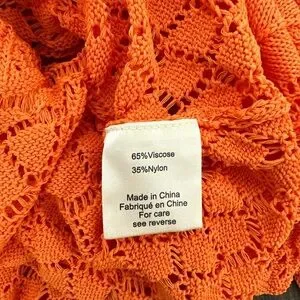 65%Viscose
35%Nylon
Made in China
Fabriqué en Chine
For care
see reverse